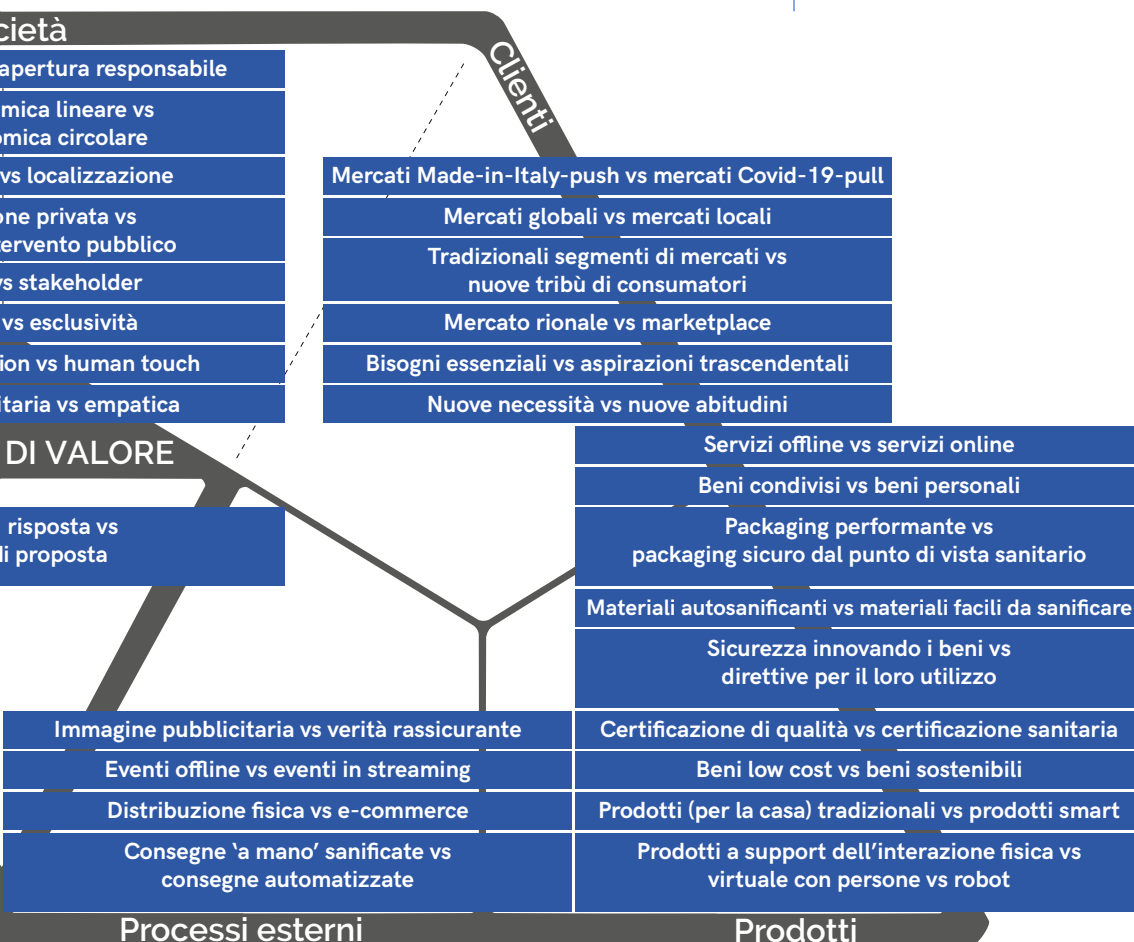 cietà
apertura responsabile
mica lineare vs
omica circolare
vs localizzazione
one privata vs
tervento pubblico
vs stakeholder
vs esclusività
ion vs human touch
itaria vs empatica
DI VALORE
risposta vs
di proposta
Clienti
Mercati Made-in-Italy-push vs mercati Covid-19-pull
Mercati globali vs mercati locali
Tradizionali segmenti di mercati vs
nuove tribù di consumatori
Mercato rionale vs marketplace
Bisogni essenziali vs aspirazioni trascendentali
Nuove necessità vs nuove abitudini
Servizi offline vs servizi online
Beni condivisi vs beni personali
Packaging performante vs
packaging sicuro dal punto di vista sanitario
Materiali autosanificanti vs materiali facili da sanificare
Sicurezza innovando i beni vs
direttive per il loro utilizzo
Certificazione di qualità vs certificazione sanitaria
Beni low cost vs beni sostenibili
Prodotti (per la casa) tradizionali vs prodotti smart
Prodotti a support dell’interazione fisica vs
virtuale con persone vs robot
Prodotti
Immagine pubblicitaria vs verità rassicurante
Eventi offline vs eventi in streaming
Distribuzione fisica vs e-commerce
Consegne ‘a mano’ sanificate vs
consegne automatizzate
Processi esterni